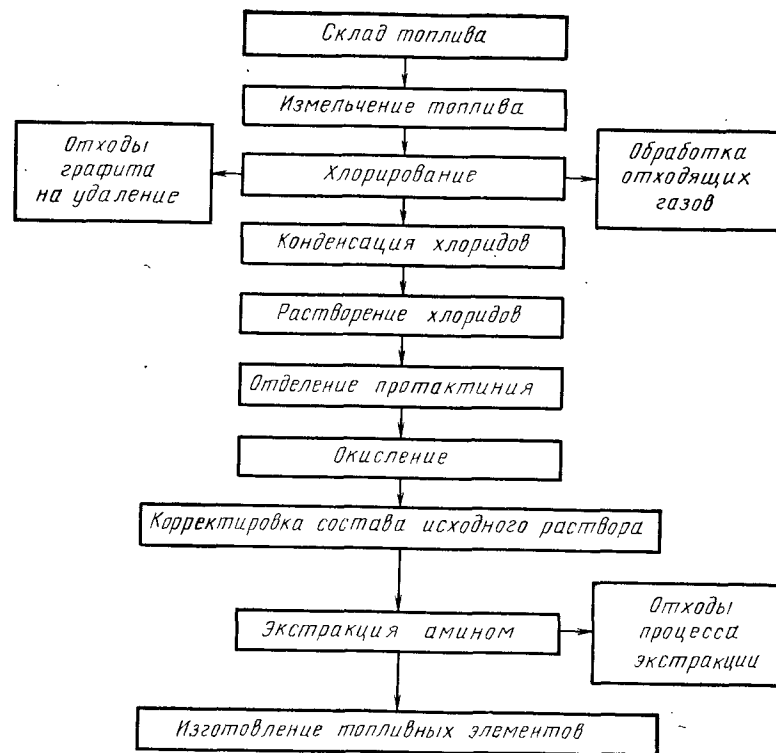 Склад топлива
Измельчение топлива
Отходы
графита
на удаление
Хлорирование
Обработка
отходящих
газов
Конденсация хлоридов
Растворение хлоридов
Отделение протактиния
Окисление
Корректировка состава исходного раствора
Экстракция амином
Отходы
процесса
экстракции
Изготовление топливных элементов